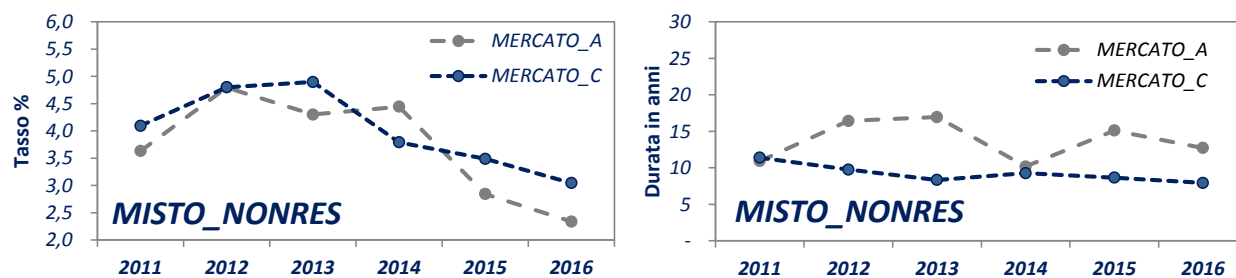 6,0
5,5
5,0
4,5
4,0
3,5
3,0
2,5
2,0
Tasso %
MERCATO_A
MERCATO_C
MISTO_NONRES
2011 2012 2013 2014 2015 2016
30
25
20
15
10
5
-
Durata in anni
MERCATO_A
MERCATO_C
MISTO_NONRES
2011 2012 2013 2014 2015 2016